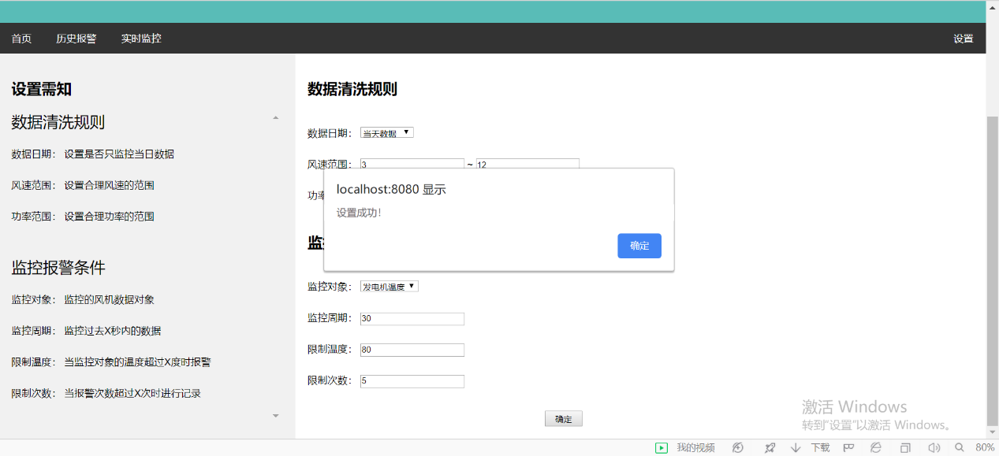 首页 历史报警 实时监控 设置
设置需知
数据清洗规则
数据日期： 设置是否只监控当日数据
风速范围： 设置合理风速的范围
功率范围： 设置合理功率的范围
监控报警条件
监控对象： 监控的风机数据对象
监控周期： 监控过去X秒内的数据
限制温度： 当监控对象的温度超过X度时报警
限制次数： 当报警次数超过X次时进行记录
数据清洗规则
数据日期： 当天数据
风速范围： 3 ~ 12
功率
localhost:8080 显示
设置成功！
确定
监
监控对象： 发电机温度
监控周期： 30
限制温度： 80
限制次数： 5
确定
激活 Windows
转到“设置”以激活 Windows。
我的视频 下载 80%